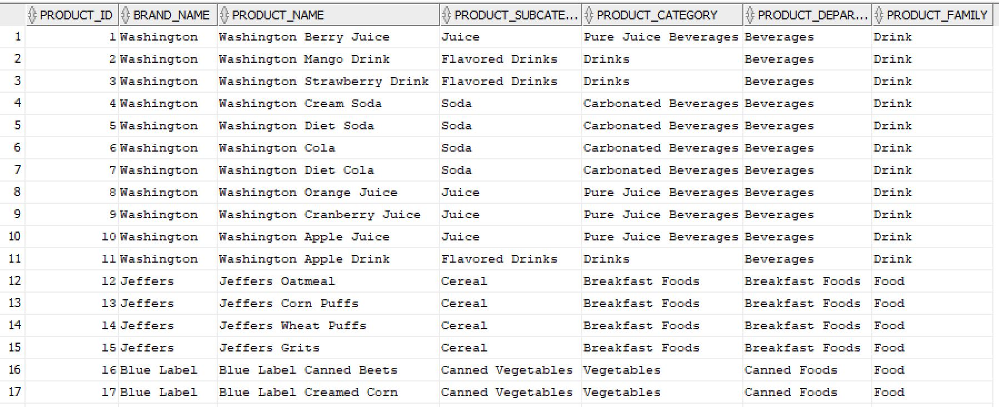 PRODUCT_ID BRAND_NAME PRODUCT_NAME PRODUCT_SUBCATE... PRODUCT_CATEGORY PRODUCT_DEPAR... PRODUCT_FAMILY
1 1 Washington Washington Berry Juice Juice Pure Juice Beverages Beverages Drink
2 2 Washington Washington Mango Drink Flavored Drinks Drinks Beverages Drink
3 3 Washington Washington Strawberry Drink Flavored Drinks Drinks Beverages Drink
4 4 Washington Washington Cream Soda Soda Carbonated Beverages Beverages Drink
5 5 Washington Washington Diet Soda Soda Carbonated Beverages Beverages Drink
6 6 Washington Washington Cola Soda Carbonated Beverages Beverages Drink
7 7 Washington Washington Diet Cola Soda Carbonated Beverages Beverages Drink
8 8 Washington Washington Orange Juice Juice Pure Juice Beverages Beverages Drink
9 9 Washington Washington Cranberry Juice Juice Pure Juice Beverages Beverages Drink
10 10 Washington Washington Apple Juice Juice Pure Juice Beverages Beverages Drink
11 11 Washington Washington Apple Drink Flavored Drinks Drinks Beverages Drink
12 12 Jeffers Jeffers Oatmeal Cereal Breakfast Foods Breakfast Foods Food
13 13 Jeffers Jeffers Corn Puffs Cereal Breakfast Foods Breakfast Foods Food
14 14 Jeffers Jeffers Wheat Puffs Cereal Breakfast Foods Breakfast Foods Food
15 15 Jeffers Jeffers Grits Cereal Breakfast Foods Breakfast Foods Food
16 16 Blue Label Blue Label Canned Beets Canned Vegetables Vegetables Canned Foods Food
17 17 Blue Label Blue Label Creamed Corn Canned Vegetables Vegetables Canned Foods Food